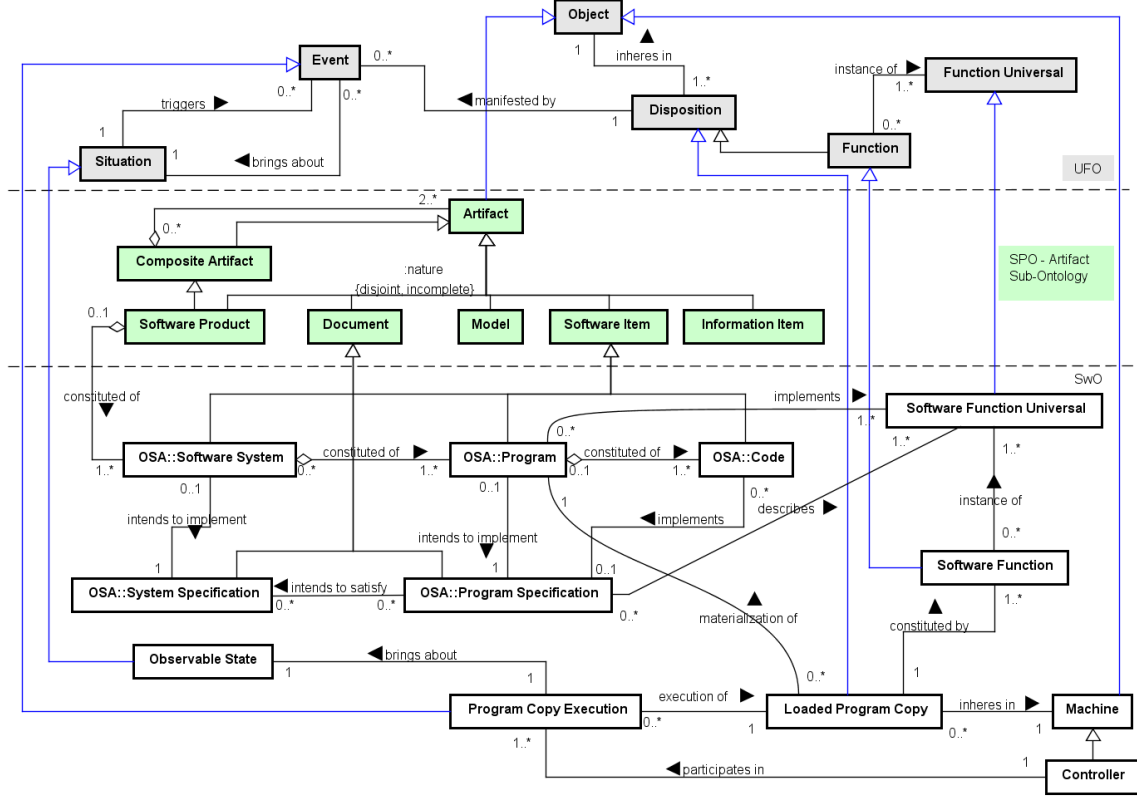 Object
0..*
Event
1
inheres in
instance of
Function Universal
1..*
0..*
0..*
1..*
triggers
manifested by
Disposition
1
0..*
1
1
Function
Situation
brings about
UFO
2..*
Artifact
0..*
Composite Artifact
:nature
{disjoint, incomplete}
SPO - Artifact
Sub-Ontology
0..1
Software Product
Document
Model
Software Item
Information Item
SwO
constituted of
implements
Software Function Universal
1..*
0..*
1..*
1..*
OSA::Software System
constituted of
OSA::Program
constituted of
OSA::Code
1..*
0..*
1..*
0..1
1..*
0..1
0..1
1
0..*
instance of
describes
intends to implement
implements
intends to implement
0..*
1
1
0..1
Software Function
OSA::System Specification
intends to satisfy
OSA::Program Specification
0..*
0..*
0..*
1..*
materialization of
constituted by
Observable State
brings about
1
1
0..*
1
Program Copy Execution
execution of
Loaded Program Copy
inheres in
Machine
0..*
1
0..*
1
1..*
1
participates in
Controller